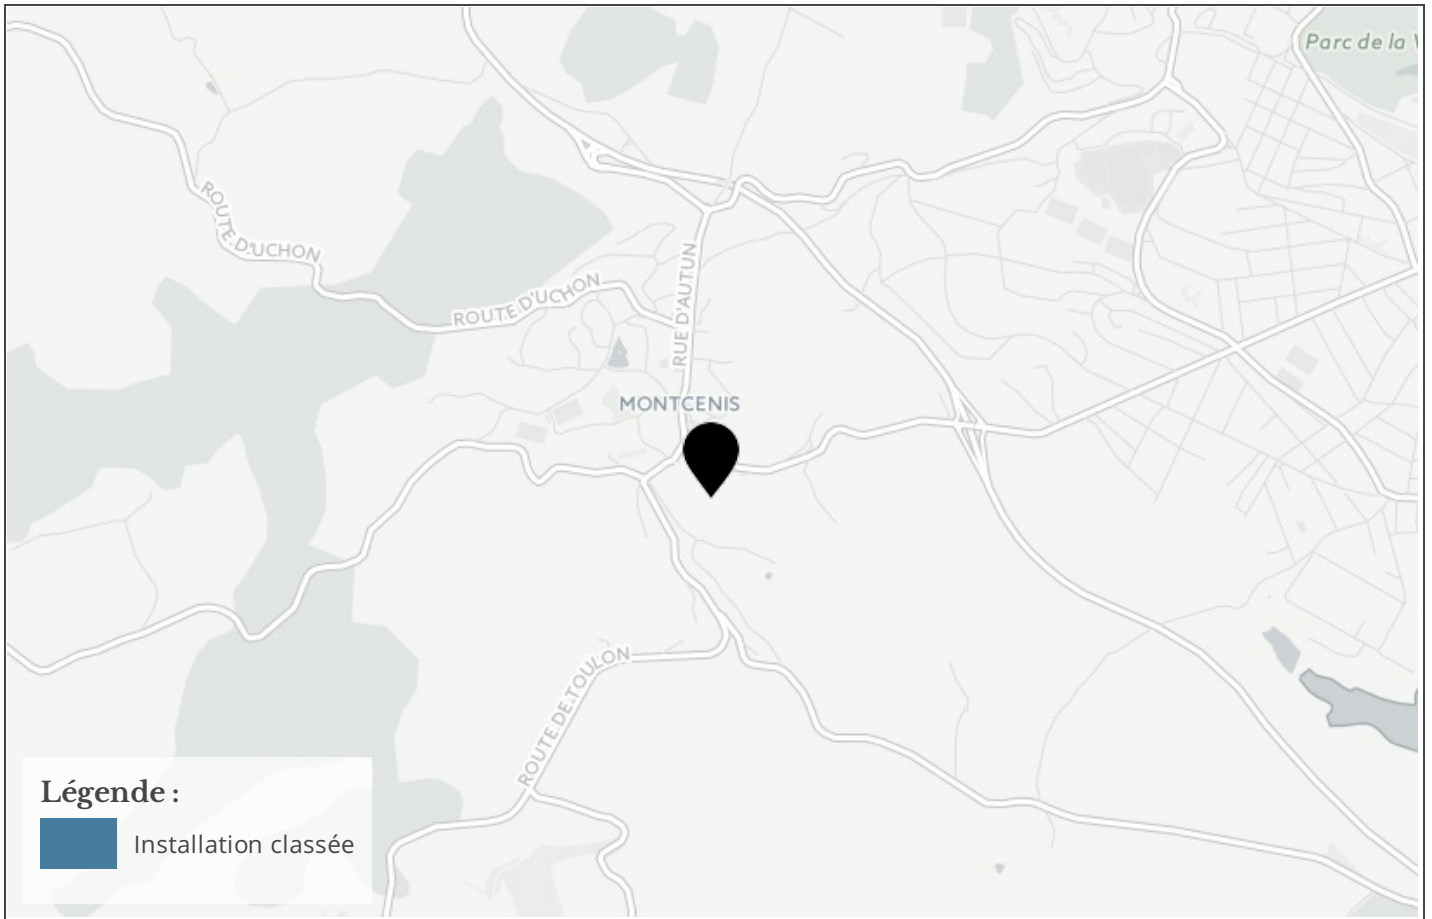 Parc de la
ROUTE D'UCHON
ROUTE D'UCHON
RUE D'AUTUN
MONTCENIS
ROUTE DE TOULON
Légende :
Installation classée